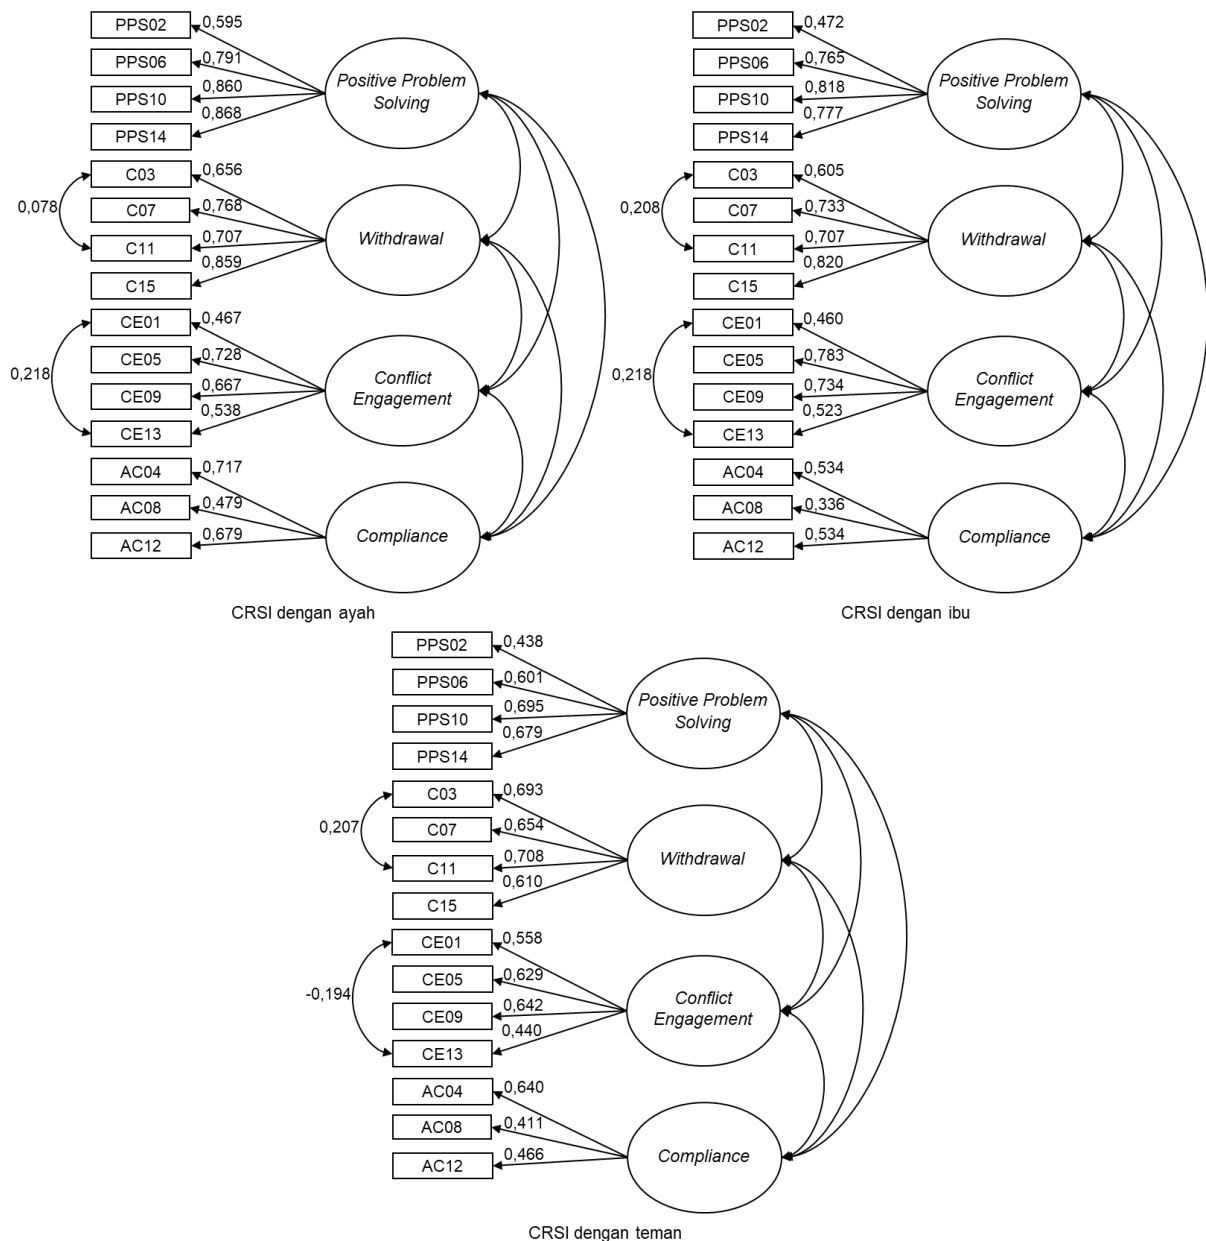 PPS02
0,595
PPS06
0,791
PPS10
0,860
PPS14
0,868
Positive Problem
Solving
C03
0,656
C07
0,768
C11
0,707
C15
0,859
0,078
Withdrawal
CE01
0,467
CE05
0,728
CE09
0,667
CE13
0,538
0,218
Conflict
Engagement
AC04
0,717
AC08
0,479
AC12
0,679
Compliance
CRSI dengan ayah
PPS02
0,472
PPS06
0,765
PPS10
0,818
PPS14
0,777
Positive Problem
Solving
C03
0,605
C07
0,733
C11
0,707
C15
0,820
0,208
Withdrawal
CE01
0,460
CE05
0,783
CE09
0,734
CE13
0,523
0,218
Conflict
Engagement
AC04
0,534
AC08
0,336
AC12
0,534
Compliance
CRSI dengan ibu
PPS02
0,438
PPS06
0,601
PPS10
0,695
PPS14
0,679
Positive Problem
Solving
C03
0,693
C07
0,654
C11
0,708
C15
0,610
0,207
Withdrawal
CE01
0,558
CE05
0,629
CE09
0,642
CE13
0,440
-0,194
Conflict
Engagement
AC04
0,640
AC08
0,411
AC12
0,466
Compliance
CRSI dengan teman